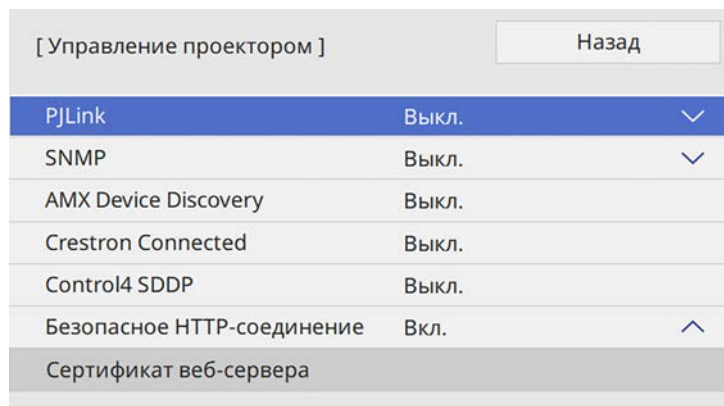 [ Управление проектором ] Назад
PJLink Выкл.
SNMP Выкл.
AMX Device Discovery Выкл.
Crestron Connected Выкл.
Control4 SDDP Выкл.
Безопасное HTTP-соединение Вкл.
Сертификат веб-сервера